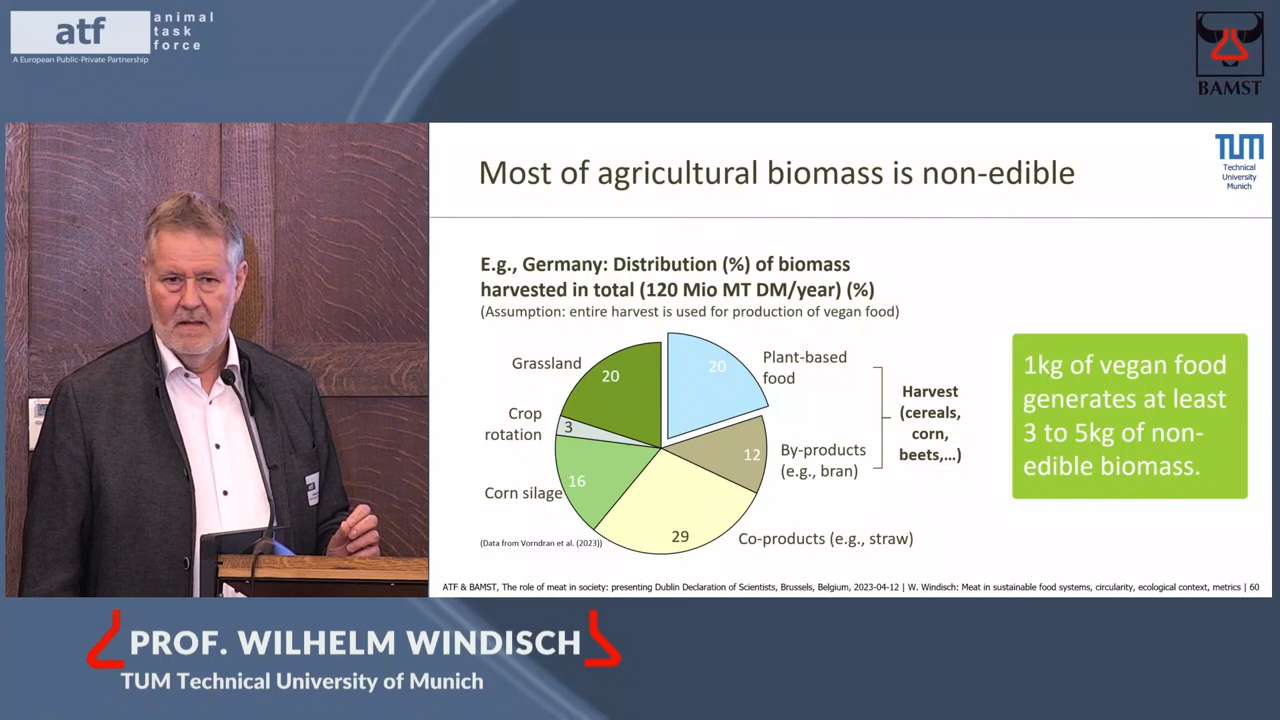 atf
animal
task
force
A European Public-Private Partnership
BAMST
Most of agricultural biomass is non-edible
TUM
Technical
University
Munich
E.g., Germany: Distribution (%) of biomass
harvested in total (120 Mio MT DM/year) (%)
(Assumption: entire harvest is used for production of vegan food)
Grassland
20
20
Plant-based
food
Crop
rotation
3
12
By-products
(e.g., bran)
Harvest
(cereals,
corn,
beets,...)
Corn silage
16
29
Co-products (e.g., straw)
(Data from Vorndran et al. (2023))
1kg of vegan food
generates at least
3 to 5kg of non-
edible biomass.
ATF & BAMST, The role of meat in society: presenting Dublin Declaration of Scientists, Brussels, Belgium, 2023-04-12 | W. Windisch: Meat in sustainable food systems, circularity, ecological context, metrics | 60
atf
PROF. WILHELM WINDISCH
TUM Technical University of Munich